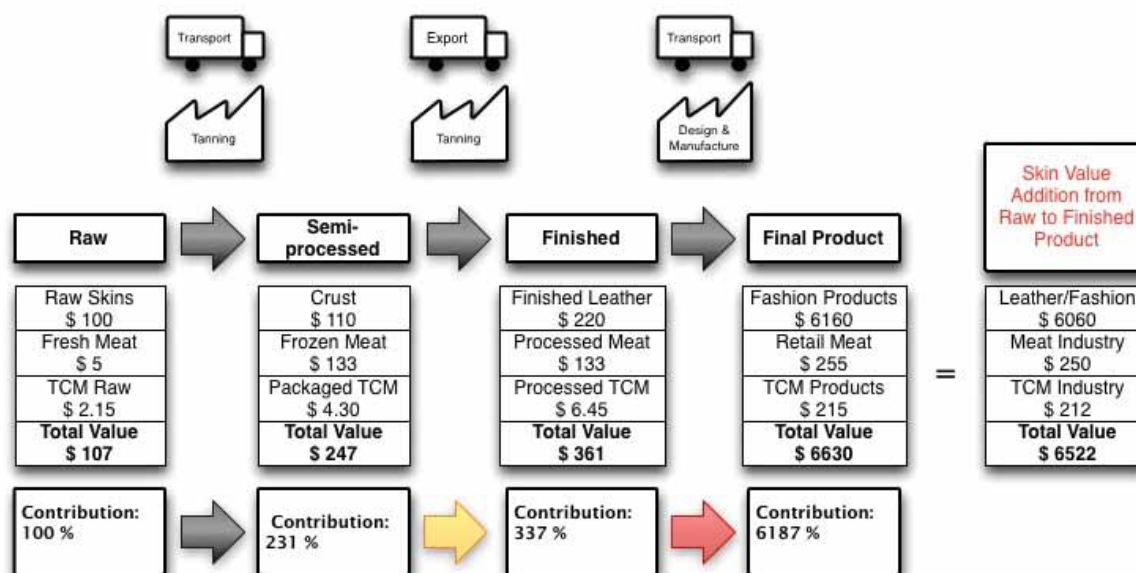 Transport
Export
Transport
Tanning
Tanning
Design &
Manufacture
Skin Value
Addition from
Raw to Finished
Product
Raw
Semi-
processed
Finished
Final Product
Raw Skins
$ 100
Fresh Meat
$ 5
TCM Raw
$ 2.15
Total Value
$ 107
Crust
$ 110
Frozen Meat
$ 133
Packaged TCM
$ 4.30
Total Value
$ 247
Finished Leather
$ 220
Processed Meat
$ 133
Processed TCM
$ 6.45
Total Value
$ 361
Fashion Products
$ 6160
Retail Meat
$ 255
TCM Products
$ 215
Total Value
$ 6630
=
Leather/Fashion
$ 6060
Meat Industry
$ 250
TCM Industry
$ 212
Total Value
$ 6522
Contribution:
100 %
Contribution:
231 %
Contribution:
337 %
Contribution:
6187 %